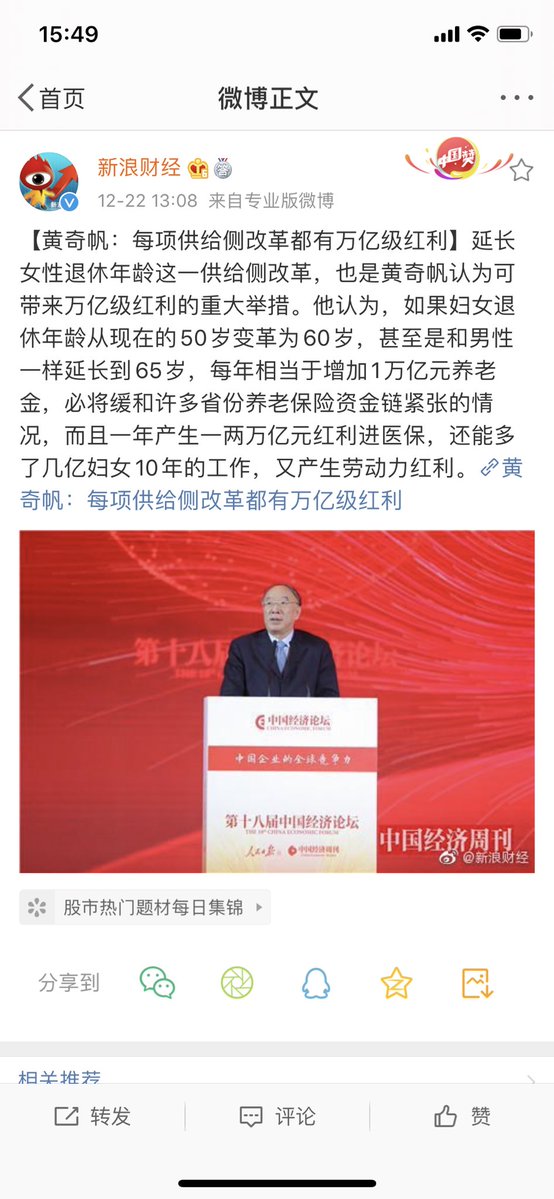 15:49
首页
微博正文
新浪财经
中国赞
12-22 13:08 来自专业版微博
【黄奇帆：每项供给侧改革都有万亿级红利】延长
女性退休年龄这一供给侧改革，也是黄奇帆认为可
带来万亿级红利的重大举措。他认为，如果妇女退
休年龄从现在的50岁变革为60岁，甚至是和男性
一样延长到65岁，每年相当于增加1万亿元养老
金，必将缓和许多省份养老保险资金链紧张的情
况，而且一年产生一两万亿元红利进医保，还能多
了几亿妇女10年的工作，又产生劳动力红利。黄
奇帆：每项供给侧改革都有万亿级红利
第十八届
济论坛
中国经济论坛
CHINA ECONOMIC FORUM
中国企业的全球竞争力
第十八届中国经济论坛
THE 18TH CHINA ECONOMIC FORUM
人民日报
中国经济周刊
中国经济周刊
@新浪财经
股市热门题材每日集锦
分享到
相关推荐
转发
评论
赞